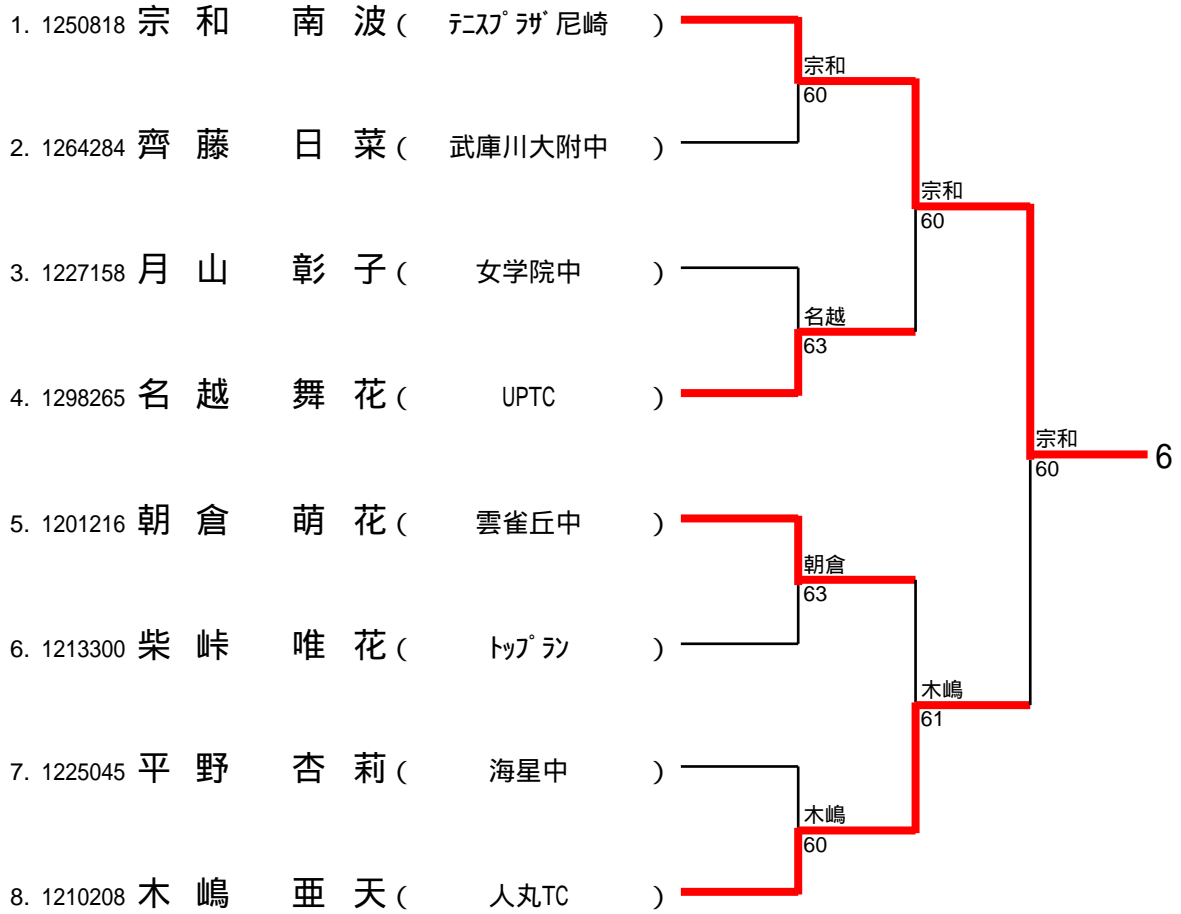 1. 1250818 宗 和 南 波 ( ﾃﾆｽﾌﾟﾗｻﾞ尼崎 )
宗和
60
2. 1264284 齊 藤 日 菜 ( 武庫川大附中 )
宗和
60
3. 1227158 月 山 彰 子 ( 女学院中 )
名越
63
4. 1298265 名 越 舞 花 ( UPTC )
宗和
60
6
5. 1201216 朝 倉 萌 花 ( 雲雀丘中 )
朝倉
63
6. 1213300 柴 峠 唯 花 ( ﾄｯﾌﾟﾗﾝ )
木嶋
61
7. 1225045 平 野 杏 莉 ( 海星中 )
木嶋
60
8. 1210208 木 嶋 亜 天 ( 人丸TC )